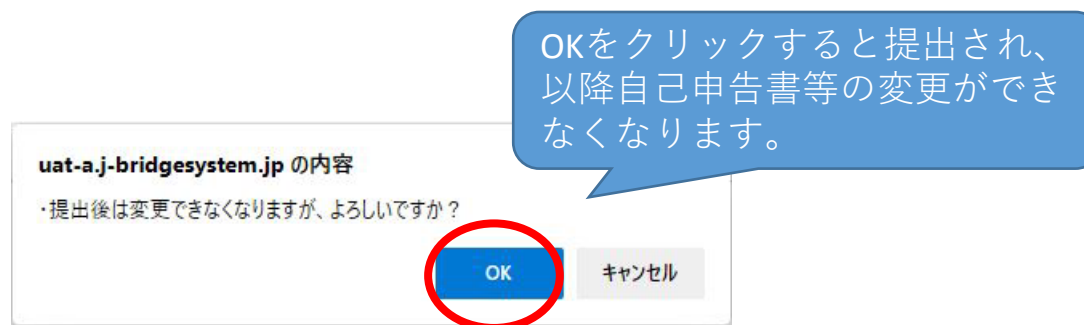 OKをクリックすると提出され、
以降自己申告書等の変更ができ
なくなります。
uat-a.j-bridgesystem.jp の内容
・提出後は変更できなくなりますが、よろしいですか？
OK
キャンセル